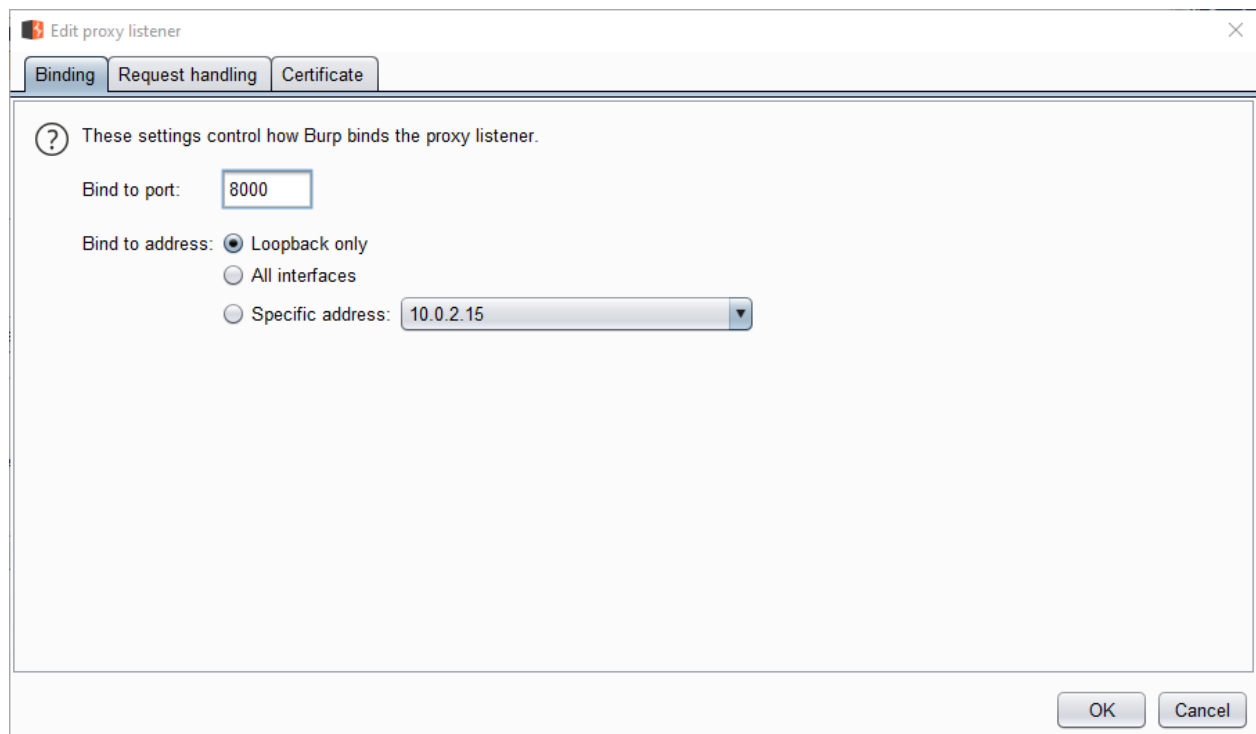 Edit proxy listener
Binding Request handling Certificate
These settings control how Burp binds the proxy listener.
Bind to port: 8000
Bind to address: Loopback only
All interfaces
Specific address: 10.0.2.15
OK Cancel